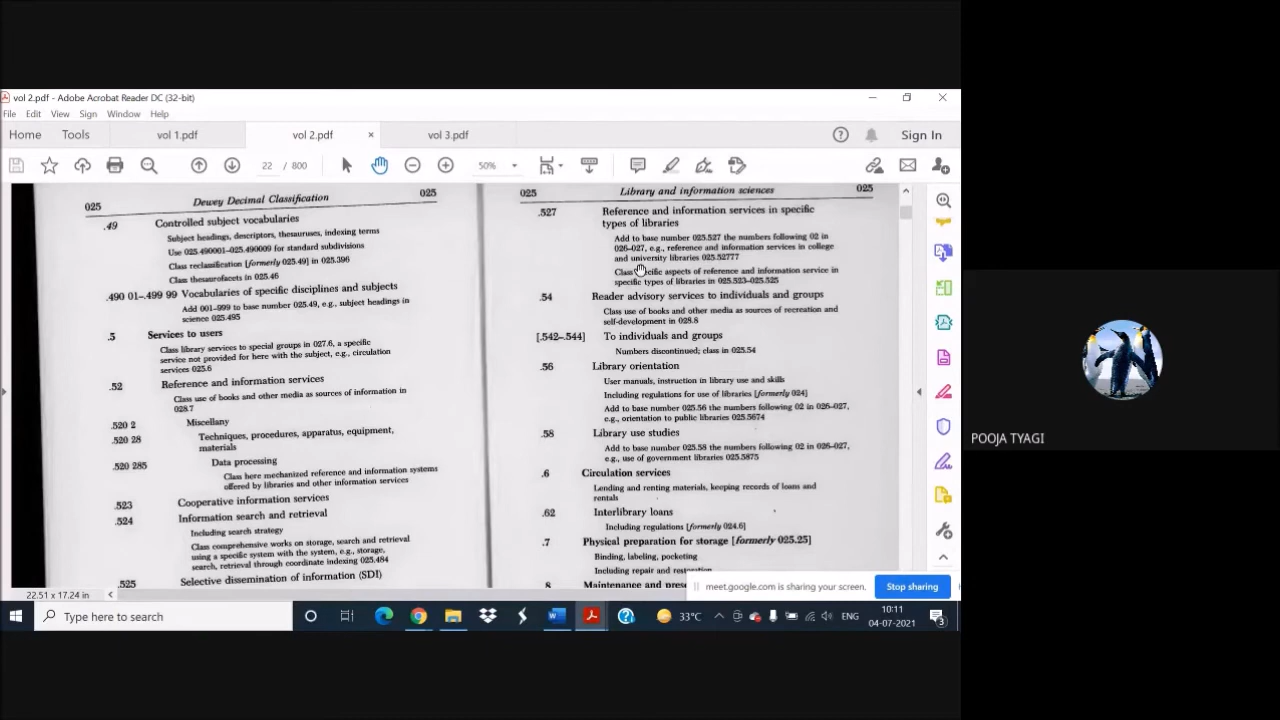 vol 2.pdf - Adobe Acrobat Reader DC (32-bit)
File Edit View Sign Window Help
Home Tools vol 1.pdf vol 2.pdf × vol 3.pdf Sign In
22 / 800 50%
025 Dewey Decimal Classification 025
.49 Controlled subject vocabularies
Subject headings, descriptors, thesauruses, indexing terms
Use 025.490001–025.490009 for standard subdivisions
Class reclassification [formerly 025.49] in 025.396
Class thesaurofacets in 025.46
.490 01–.499 99 Vocabularies of specific disciplines and subjects
Add 001–999 to base number 025.49, e.g., subject headings in
science 025.495
.5 Services to users
Class library services to special groups in 027.6, a specific
service not provided for here with the subject, e.g., circulation
services 025.6
.52 Reference and information services
Class use of books and other media as sources of information in
028.7
.520 2 Miscellany
.520 28 Techniques, procedures, apparatus, equipment,
materials
.520 285 Data processing
Class here mechanized reference and information systems
offered by libraries and other information services
.523 Cooperative information services
.524 Information search and retrieval
Including search strategy
Class comprehensive works on storage, search and retrieval
using a specific system with the system, e.g., storage,
search, retrieval through coordinate indexing 025.484
.525 Selective dissemination of information (SDI)
025 Library and information sciences 025
.527 Reference and information services in specific
types of libraries
Add to base number 025.527 the numbers following 02 in
026–027, e.g., reference and information services in college
and university libraries 025.52777
Class specific aspects of reference and information service in
specific types of libraries in 025.523–025.525
.54 Reader advisory services to individuals and groups
Class use of books and other media as sources of recreation and
self-development in 028.8
[.542–.544] To individuals and groups
Numbers discontinued; class in 025.54
.56 Library orientation
User manuals, instruction in library use and skills
Including regulations for use of libraries [formerly 024]
Add to base number 025.56 the numbers following 02 in 026–027,
e.g., orientation to public libraries 025.5674
.58 Library use studies
Add to base number 025.58 the numbers following 02 in 026–027,
e.g., use of government libraries 025.5875
.6 Circulation services
Lending and renting materials, keeping records of loans and
rentals
.62 Interlibrary loans
Including regulations [formerly 024.6]
.7 Physical preparation for storage [formerly 025.25]
Binding, labeling, pocketing
Including repair and restoration
.8 Maintenance and
meet.google.com is sharing your screen. Stop sharing
22.51 x 17.24 in
Type here to search
33°C ENG
10:11
04-07-2021
3
POOJA TYAGI